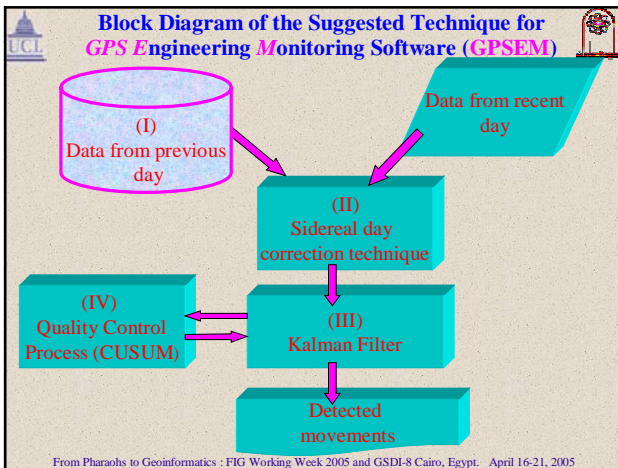 Block Diagram of the Suggested Technique for
GPS Engineering Monitoring Software (GPSEM)
UCL
(I)
Data from previous
day
Data from recent
day
(II)
Sidereal day
correction technique
(IV)
Quality Control
Process (CUSUM)
(III)
Kalman Filter
Detected
movements
From Pharaohs to Geoinformatics : FIG Working Week 2005 and GSDI-8 Cairo, Egypt. April 16-21, 2005